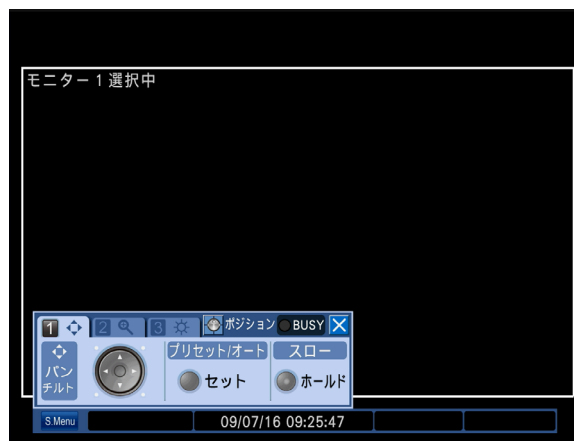 モニター 1 選択中
1 2 3 ポジション BUSY
パン
チルト
プリセット/オート
セット
スロー
ホールド
S.Menu 09/07/16 09:25:47